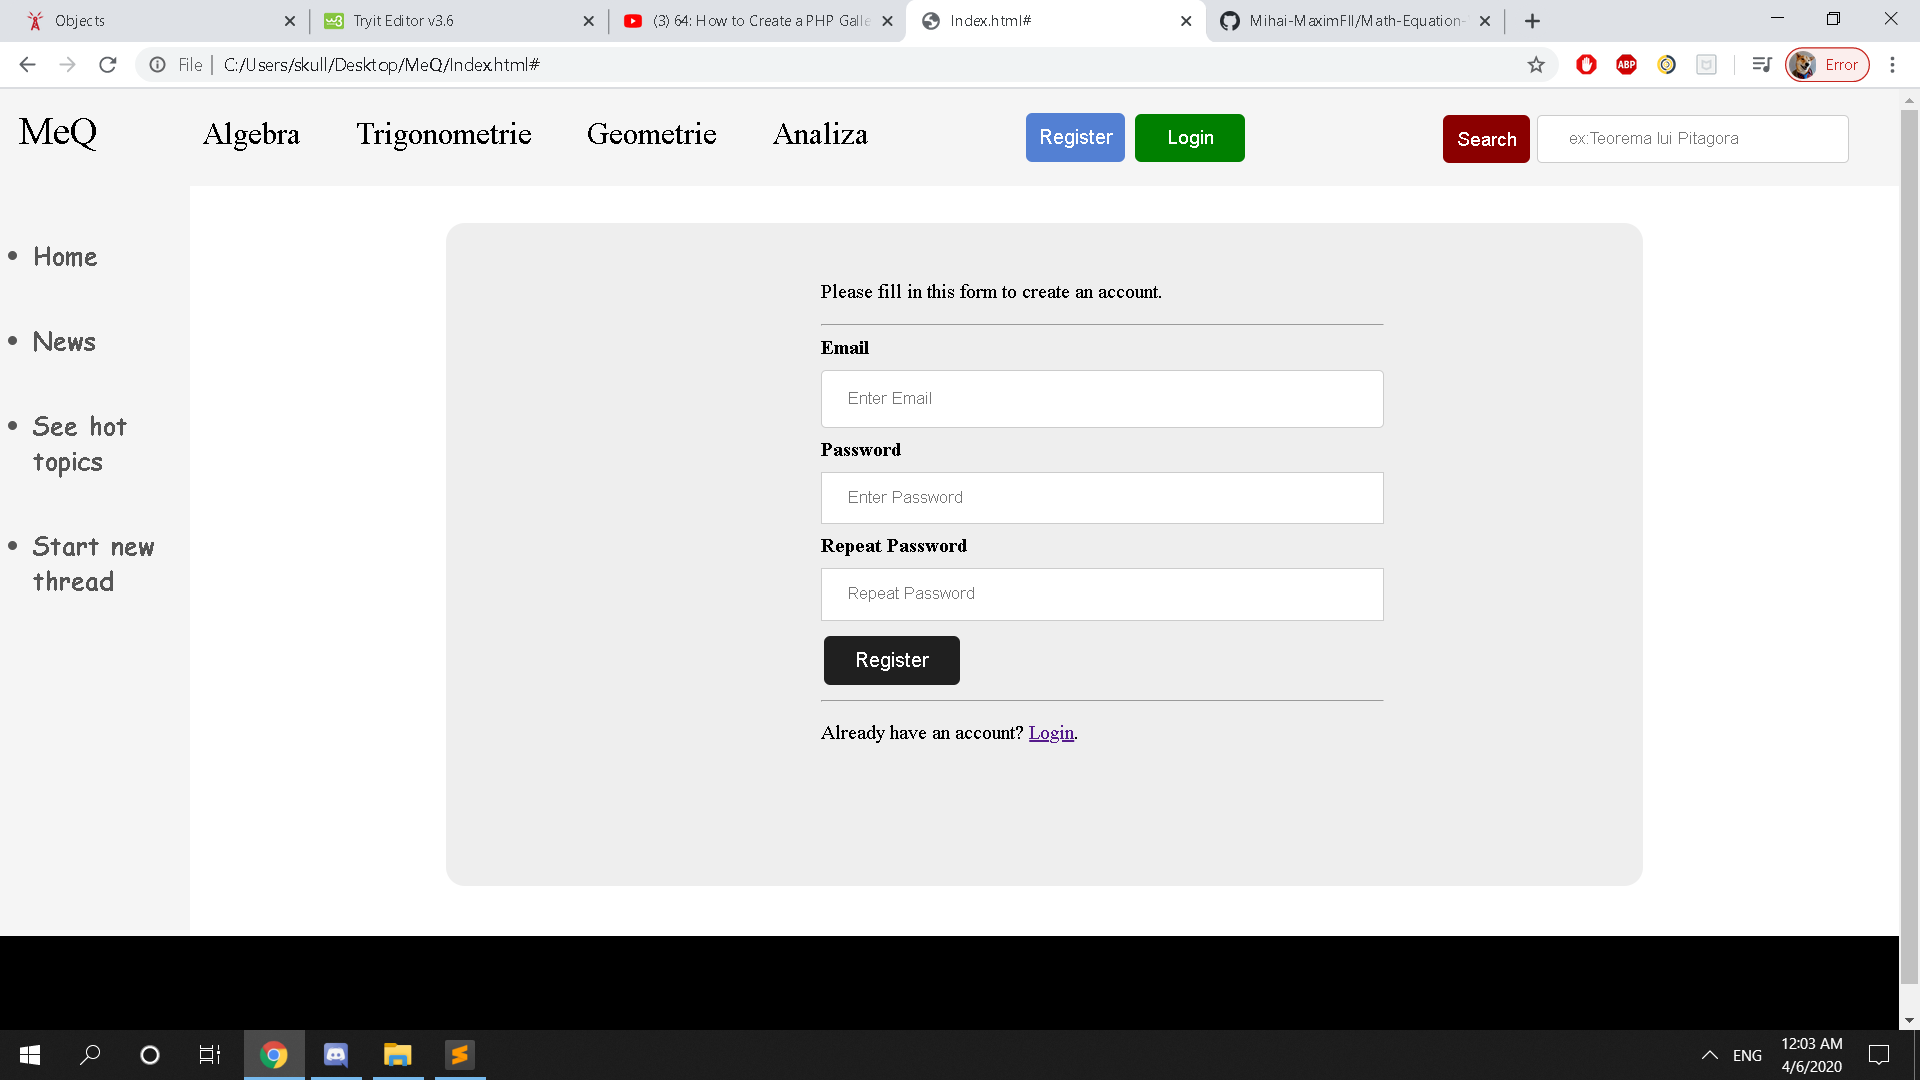 Objects
Tryit Editor v3.6
(3) 64: How to Create a PHP Galle
Index.html#
Mihai-MaximFII/Math-Equation-
File | C:/Users/skull/Desktop/MeQ/Index.html#
ABP
Error
MeQ
Algebra
Trigonometrie
Geometrie
Analiza
Register
Login
Search
ex:Teorema lui Pitagora
• Home
• News
• See hot
topics
• Start new
thread
Please fill in this form to create an account.
Email
Enter Email
Password
Enter Password
Repeat Password
Repeat Password
Register
Already have an account? Login.
ENG
12:03 AM
4/6/2020